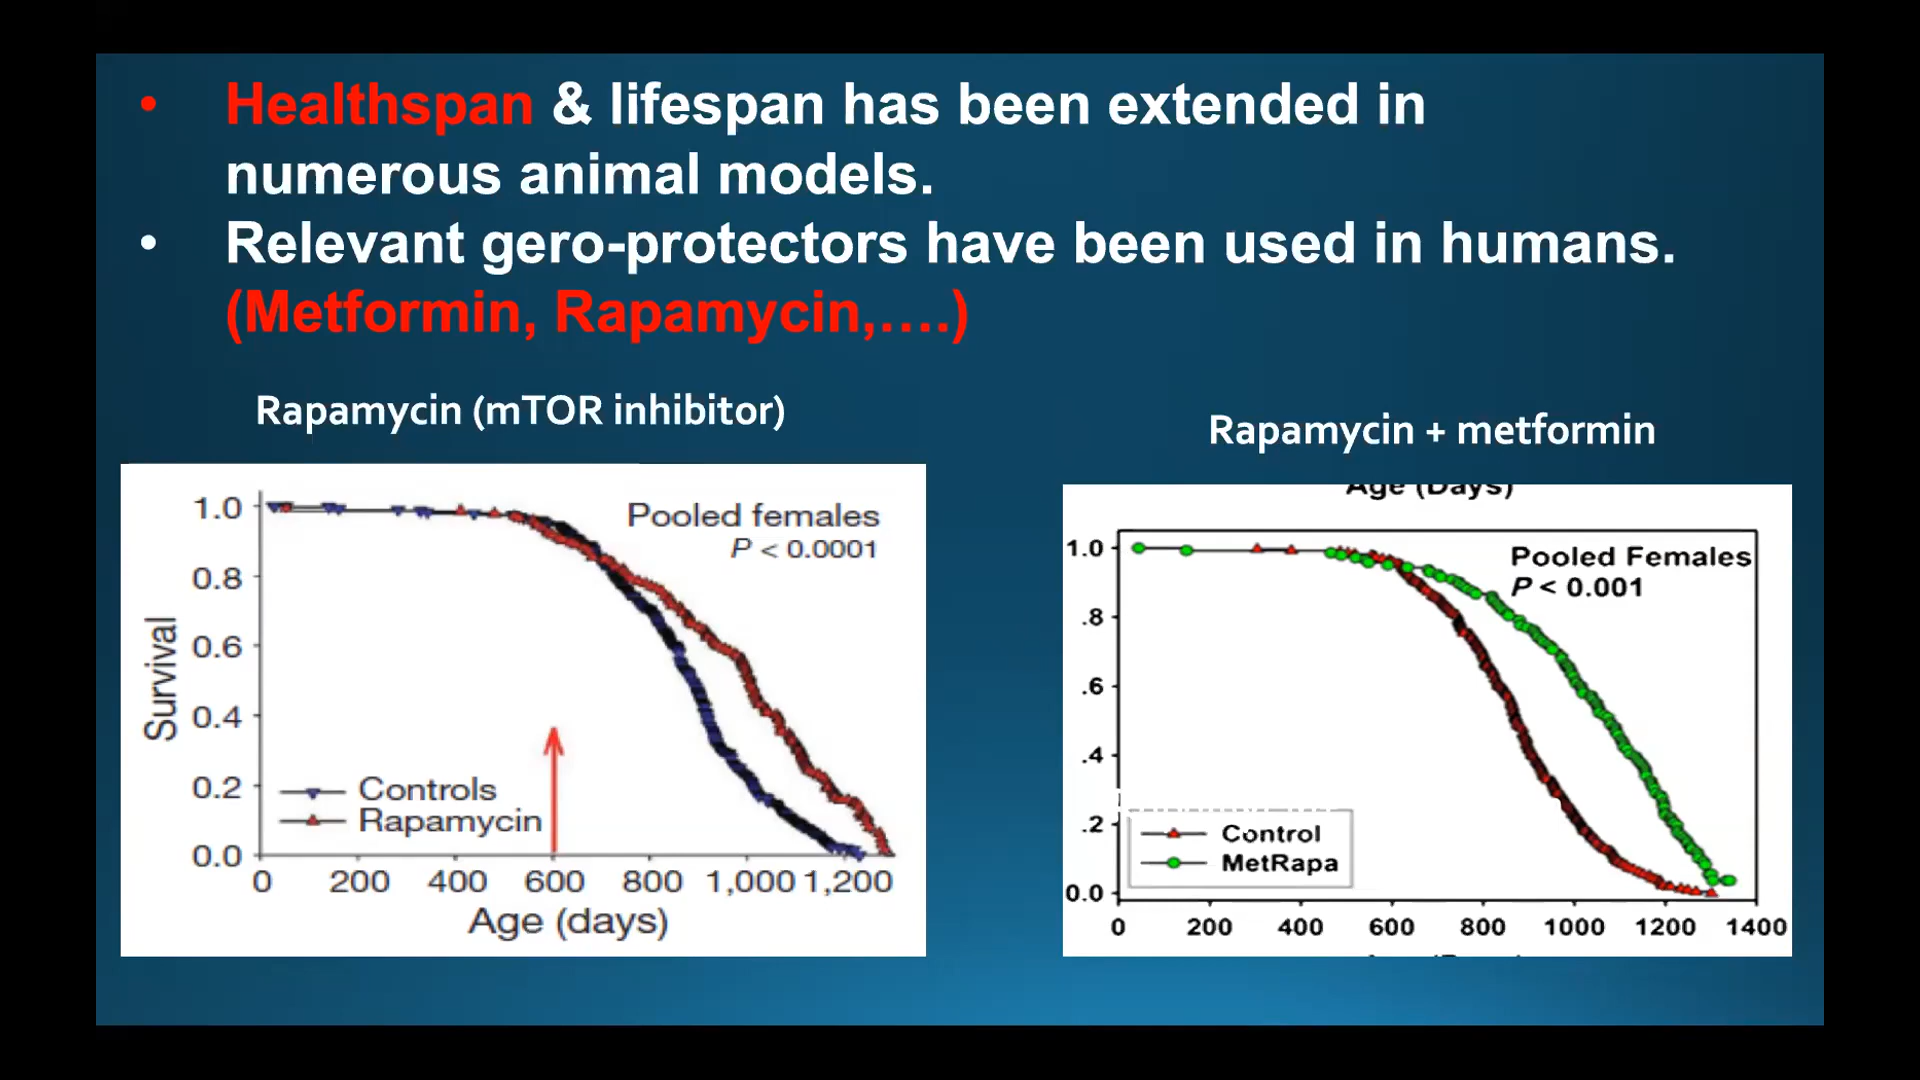 • Healthspan & lifespan has been extended in
numerous animal models.
• Relevant gero-protectors have been used in humans.
(Metformin, Rapamycin,....)
Rapamycin (mTOR inhibitor)
1.0
0.8
0.6
0.4
0.2
0.0
Survival
Pooled females
P < 0.0001
Controls
Rapamycin
0 200 400 600 800 1,000 1,200
Age (days)
Rapamycin + metformin
Age (Days)
1.0
.8
.6
.4
.2
0.0
Pooled Females
P < 0.001
Control
MetRapa
0 200 400 600 800 1000 1200 1400